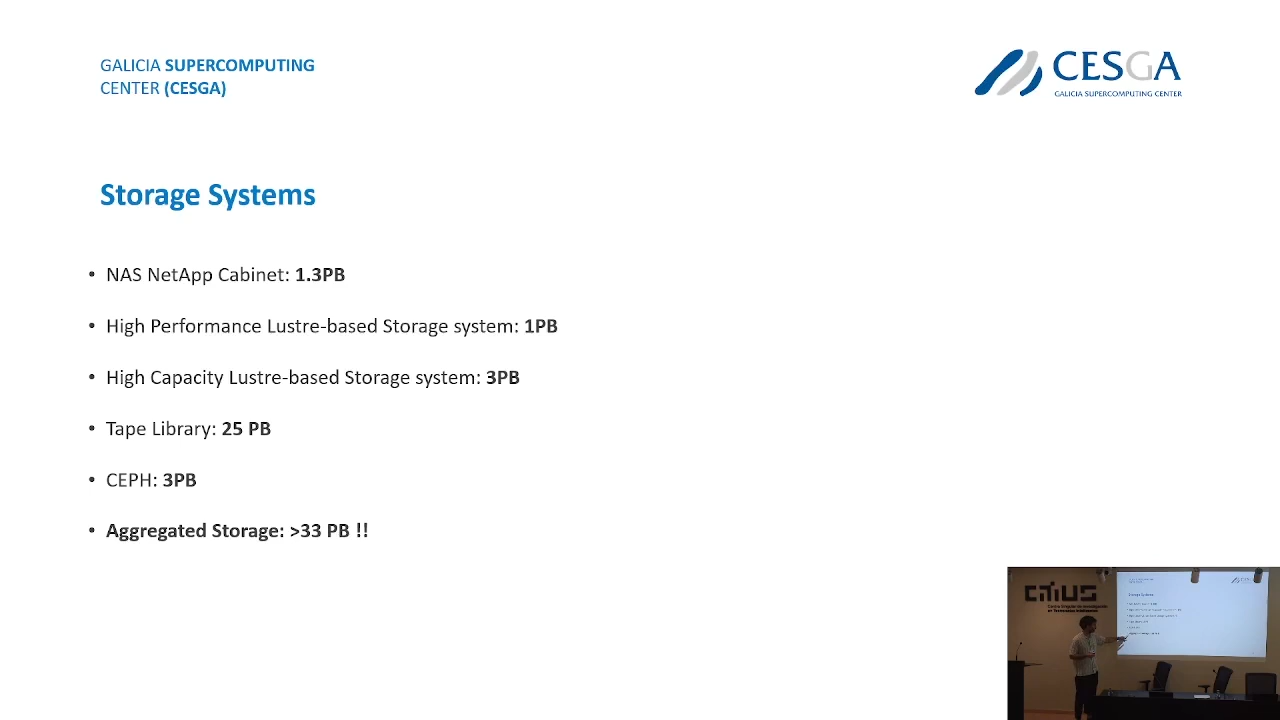 GALICIA SUPERCOMPUTING
CENTER (CESGA)
CESGA
GALICIA SUPERCOMPUTING CENTER
Storage Systems
• NAS NetApp Cabinet: 1.3PB
• High Performance Lustre-based Storage system: 1PB
• High Capacity Lustre-based Storage system: 3PB
• Tape Library: 25 PB
• CEPH: 3PB
• Aggregated Storage: >33 PB !!
CiTIUS